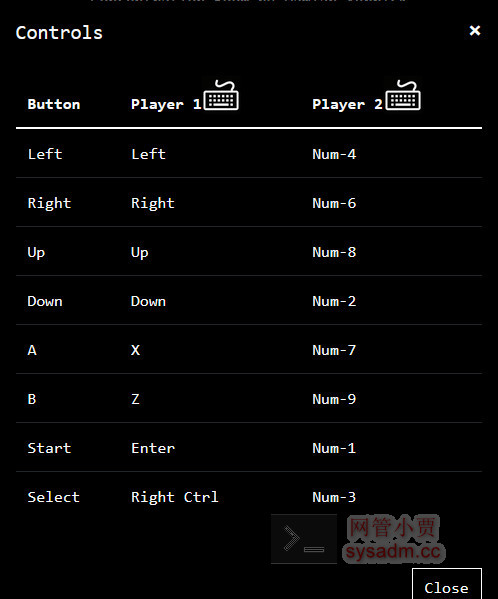 Controls ×
Button Player 1 Player 2
Left Left Num-4
Right Right Num-6
Up Up Num-8
Down Down Num-2
A X Num-7
B Z Num-9
Start Enter Num-1
Select Right Ctrl Num-3
>_ 网管小贾
sysadm.cc
Close